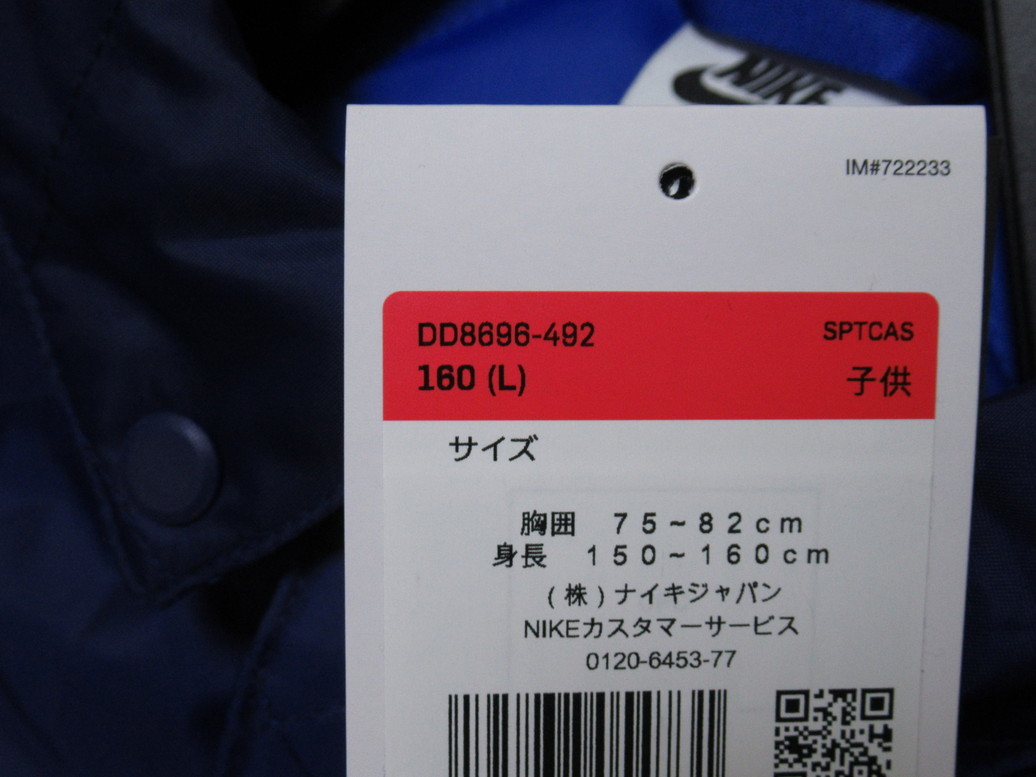 NIKE
IM#722233
DD8696-492 SPTCAS
160 (L) 子供
サイズ
胸囲 75~82cm
身長 150~160cm
(株)ナイキジャパン
NIKEカスタマーサービス
0120-6453-77